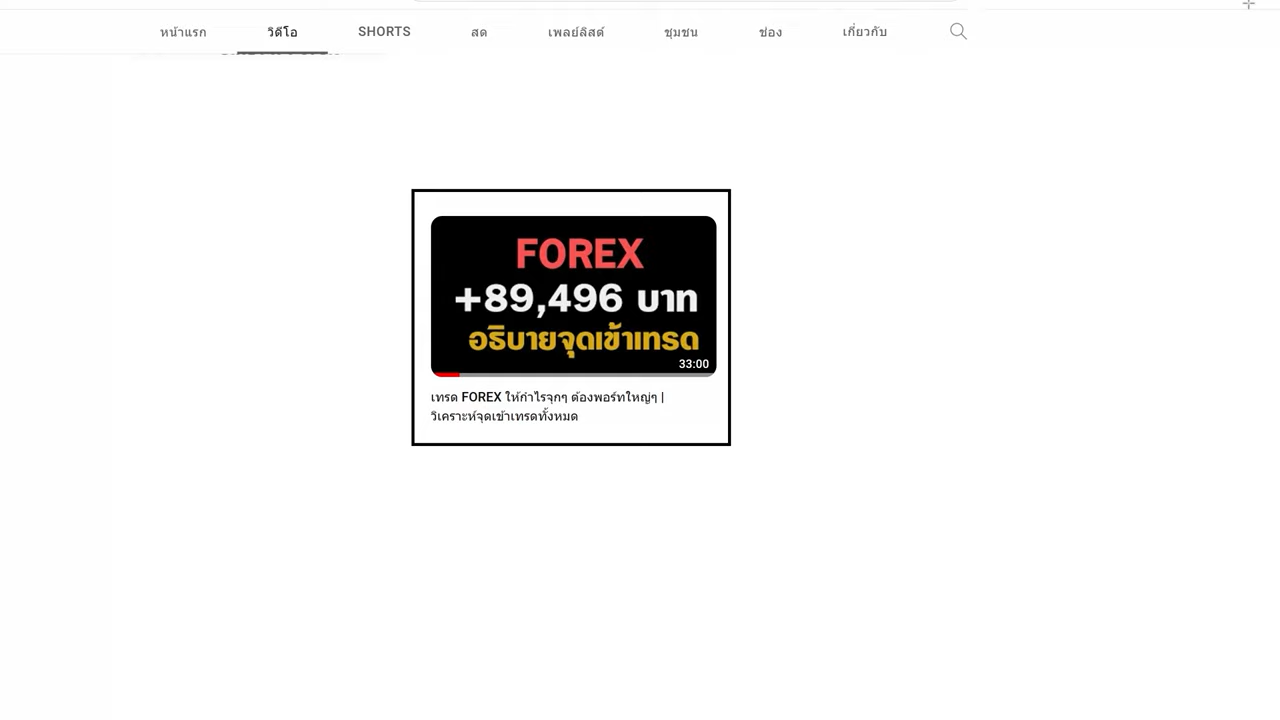 หน้าแรก วิดีโอ SHORTS สด เพลย์ลิสต์ ชุมชน ช่อง เกี่ยวกับ
FOREX
+89,496 บาท
อธิบายจุดเข้าเทรด
33:00
เทรด FOREX ให้กำไรจุกๆ ต้องพอร์ทใหญ่ๆ |
วิเคราะห์จุดเข้าเทรดทั้งหมด